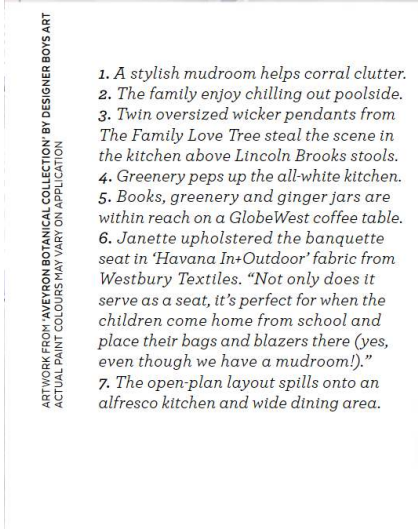 ARTWORK FROM 'AVEYRON BOTANICAL COLLECTION' BY DESIGNER BOYS ART
ACTUAL PAINT COLOURS MAY VARY ON APPLICATION
1. A stylish mudroom helps corral clutter.
2. The family enjoy chilling out poolside.
3. Twin oversized wicker pendants from
The Family Love Tree steal the scene in
the kitchen above Lincoln Brooks stools.
4. Greenery peps up the all-white kitchen.
5. Books, greenery and ginger jars are
within reach on a GlobeWest coffee table.
6. Janette upholstered the banquette
seat in ‘Havana In+Outdoor’ fabric from
Westbury Textiles. “Not only does it
serve as a seat, it’s perfect for when the
children come home from school and
place their bags and blazers there (yes,
even though we have a mudroom!).”
7. The open-plan layout spills onto an
alfresco kitchen and wide dining area.